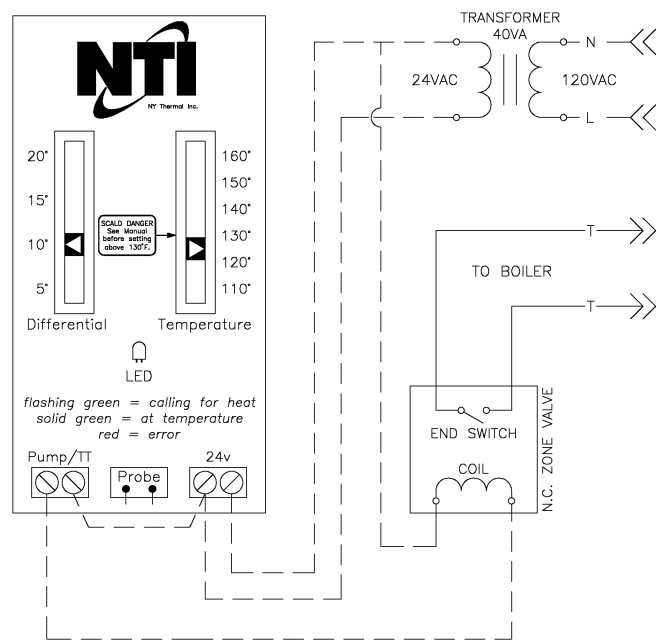 NTI
NY Thermal Inc.
20°
15°
10°
5°
Differential
SCALD DANGER
See Manual
before setting
above 130°F.
160°
150°
140°
130°
120°
110°
Temperature
LED
flashing green = calling for heat
solid green = at temperature
red = error
Pump/TT
Probe
24v
TRANSFORMER
40VA
24VAC
120VAC
N
L
T
TO BOILER
T
END SWITCH
COIL
N.C. ZONE VALVE